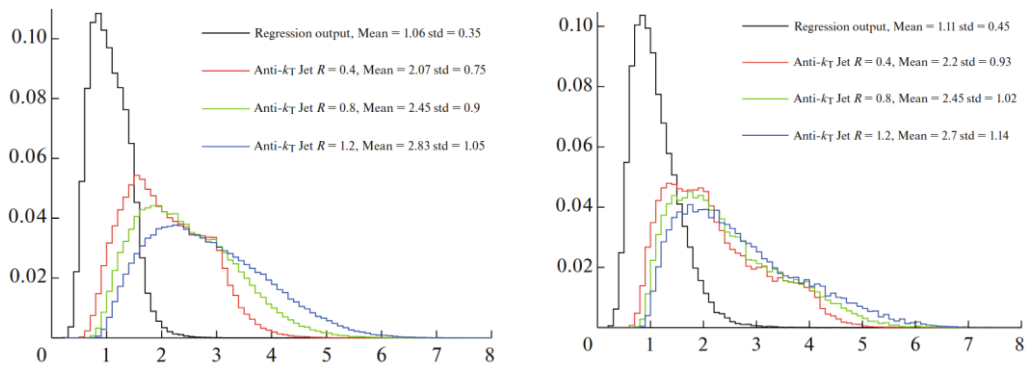 0.10
0.08
0.06
0.04
0.02
0 1 2 3 4 5 6 7 8
Regression output, Mean = 1.06 std = 0.35
Anti-kT Jet R = 0.4, Mean = 2.07 std = 0.75
Anti-kT Jet R = 0.8, Mean = 2.45 std = 0.9
Anti-kT Jet R = 1.2, Mean = 2.83 std = 1.05
0.10
0.08
0.06
0.04
0.02
0 1 2 3 4 5 6 7 8
Regression output, Mean = 1.11 std = 0.45
Anti-kT Jet R = 0.4, Mean = 2.2 std = 0.93
Anti-kT Jet R = 0.8, Mean = 2.45 std = 1.02
Anti-kT Jet R = 1.2, Mean = 2.7 std = 1.14